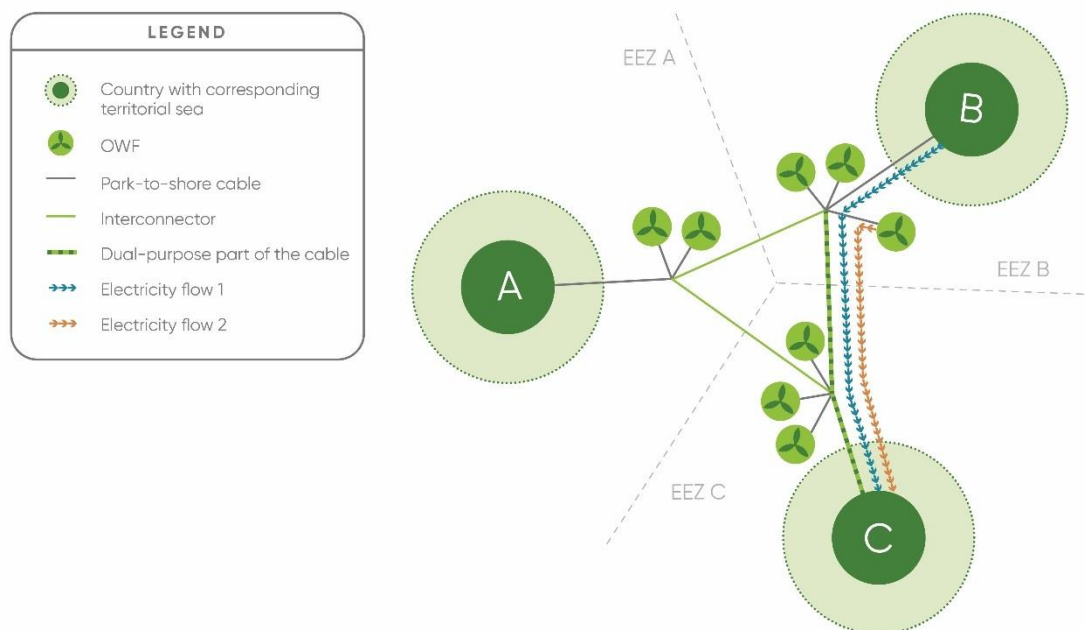 LEGEND
Country with corresponding
territorial sea
OWF
Park-to-shore cable
Interconnector
Dual-purpose part of the cable
Electricity flow 1
Electricity flow 2
EEZ A
B
A
EEZ B
EEZ C
C